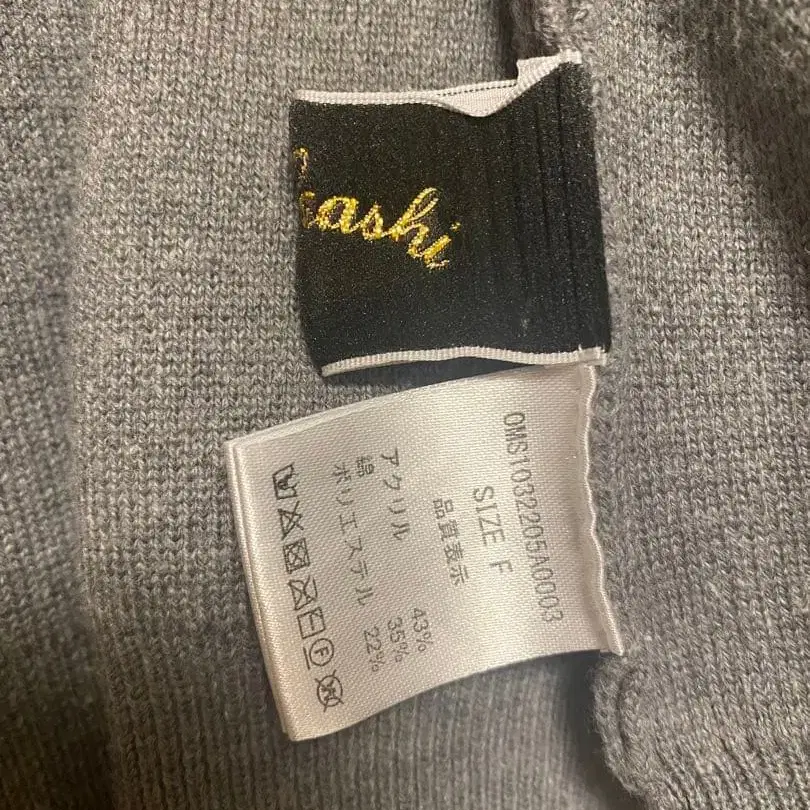 ashi
OMST032205A0003
SIZE F
品質表示
アクリル 43%
綿 35%
ポリエステル 22%